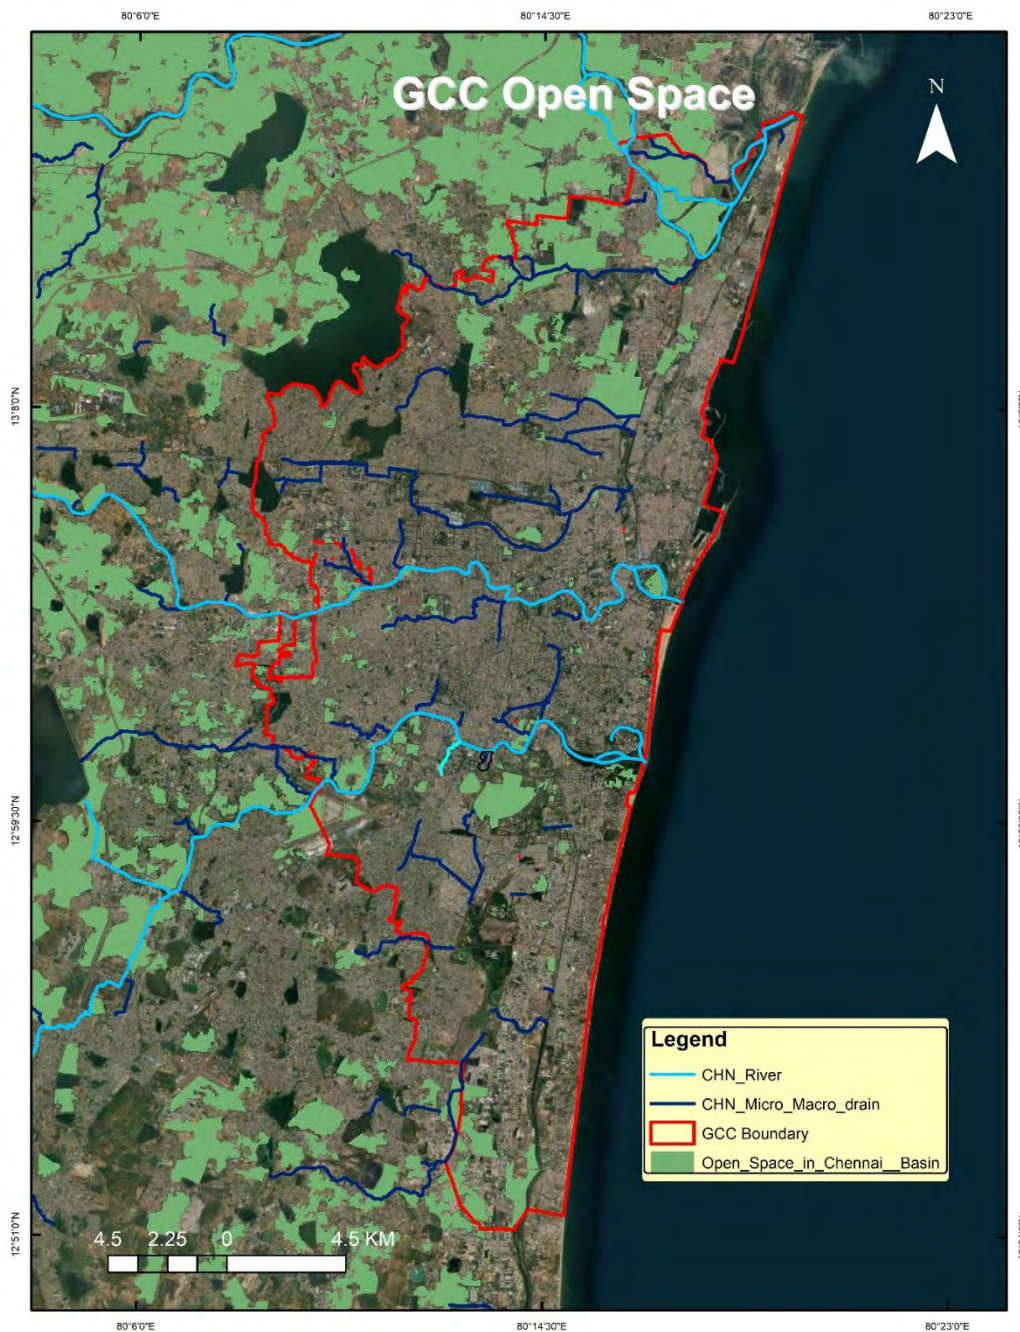 80°6'0"E 80°14'30"E 80°23'0"E
GCC Open Space
N
13°8'0"N
12°59'30"N
12°51'0"N
Legend
CHN_River
CHN_Micro_Macro_drain
GCC Boundary
Open_Space_in_Chennai__Basin
4.5 2.25 0 4.5 KM
80°6'0"E 80°14'30"E 80°23'0"E